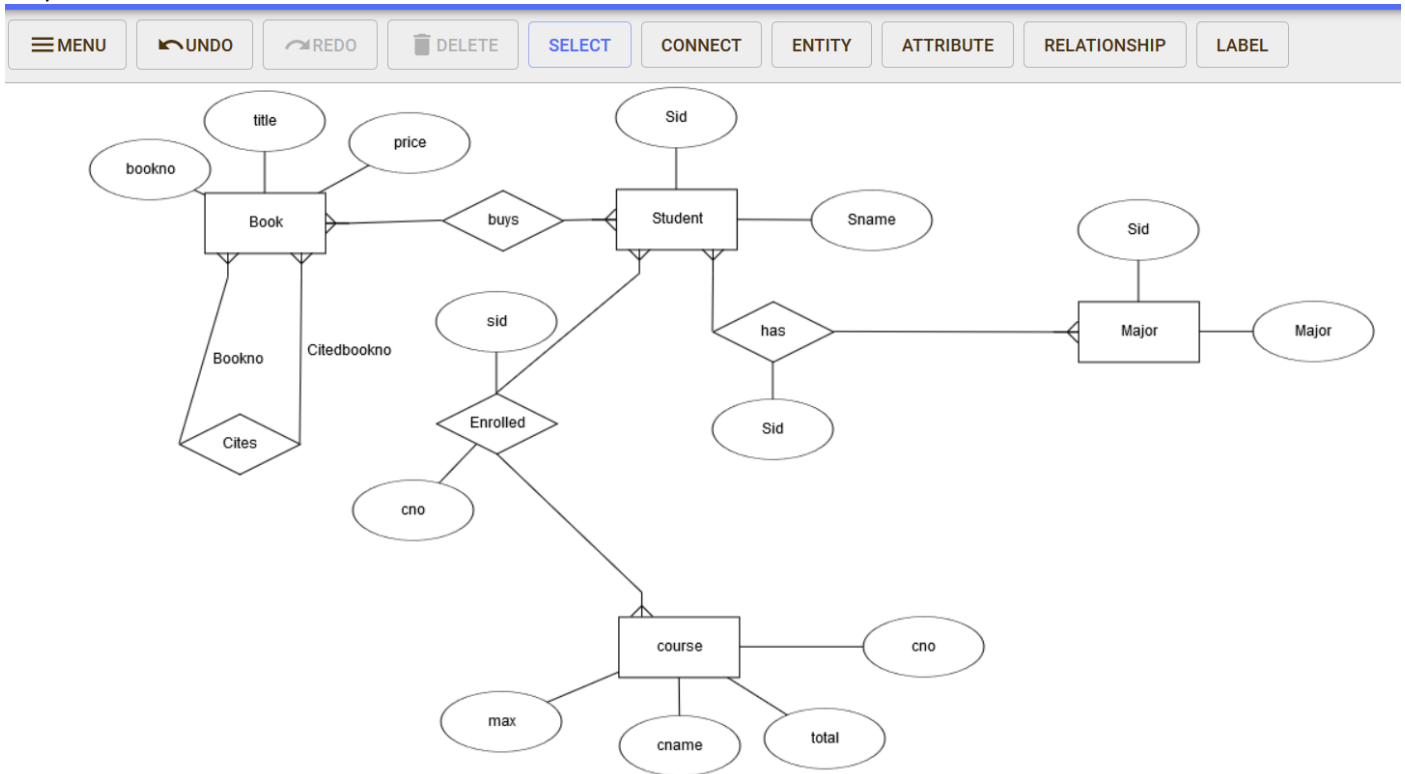 MENU
UNDO
REDO
DELETE
SELECT
CONNECT
ENTITY
ATTRIBUTE
RELATIONSHIP
LABEL
title
Sid
price
bookno
Book
buys
Student
Sname
Sid
sid
has
Major
Major
Bookno
Citedbookno
Enrolled
Sid
Cites
cno
course
cno
max
cname
total